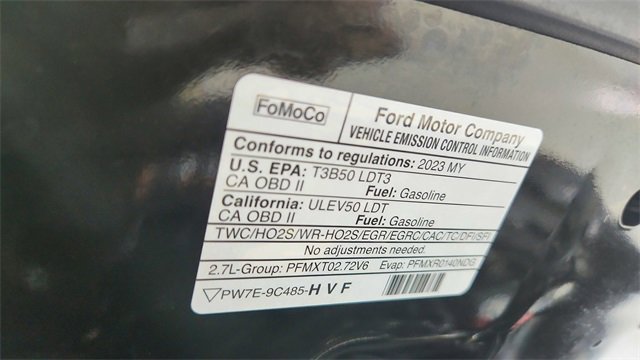 FoMoCo
Ford Motor Company
VEHICLE EMISSION CONTROL INFORMATION
Conforms to regulations: 2023 MY
U.S. EPA: T3B50 LDT3
CA OBD II Fuel: Gasoline
California: ULEV50 LDT
CA OBD II Fuel: Gasoline
TWC/HO2S/WR-HO2S/EGR/EGRC/CAC/TC/DFI/SFI
No adjustments needed.
2.7L-Group: PFMXT02.72V6 Evap: PFMXR0140NDG
PW7E-9C485-HVF